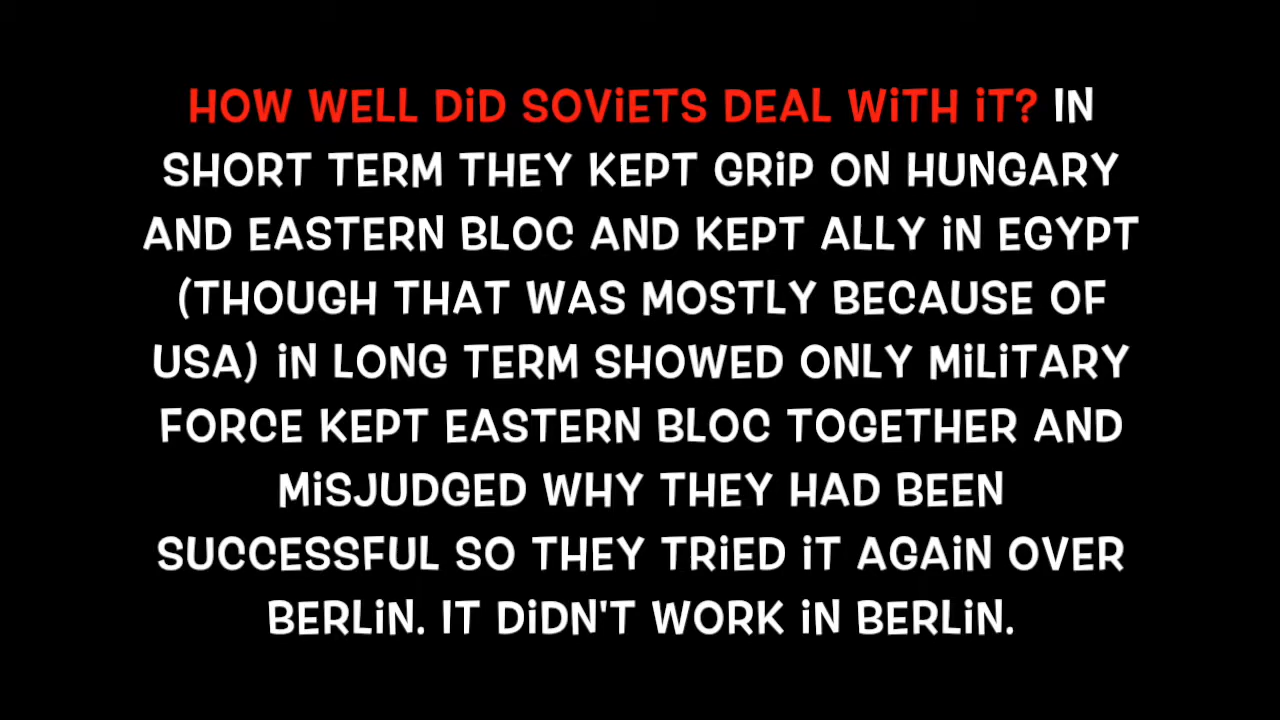 HOW WELL DiD SOViETS DEAL WiTH iT? IN
SHORT TERM THEY KEPT GRiP ON HUNGARY
AND EASTERN BLOC AND KEPT ALLY iN EGYPT
(THOUGH THAT WAS MOSTLY BECAUSE OF
USA) iN LONG TERM SHOWED ONLY MiLiTARY
FORCE KEPT EASTERN BLOC TOGETHER AND
MiSJUDGED WHY THEY HAD BEEN
SUCCESSFUL SO THEY TRiED iT AGAiN OVER
BERLiN. IT DiDN'T WORK iN BERLiN.